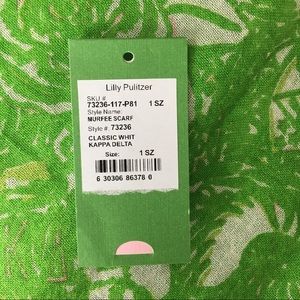 Lilly Pulitzer
SKU #
73236-117-P81 1 SZ
Style Name:
MURFEE SCARF
Style #: 73236
CLASSIC WHIT
KAPPA DELTA
Size: 1 SZ
6 30306 86378 0